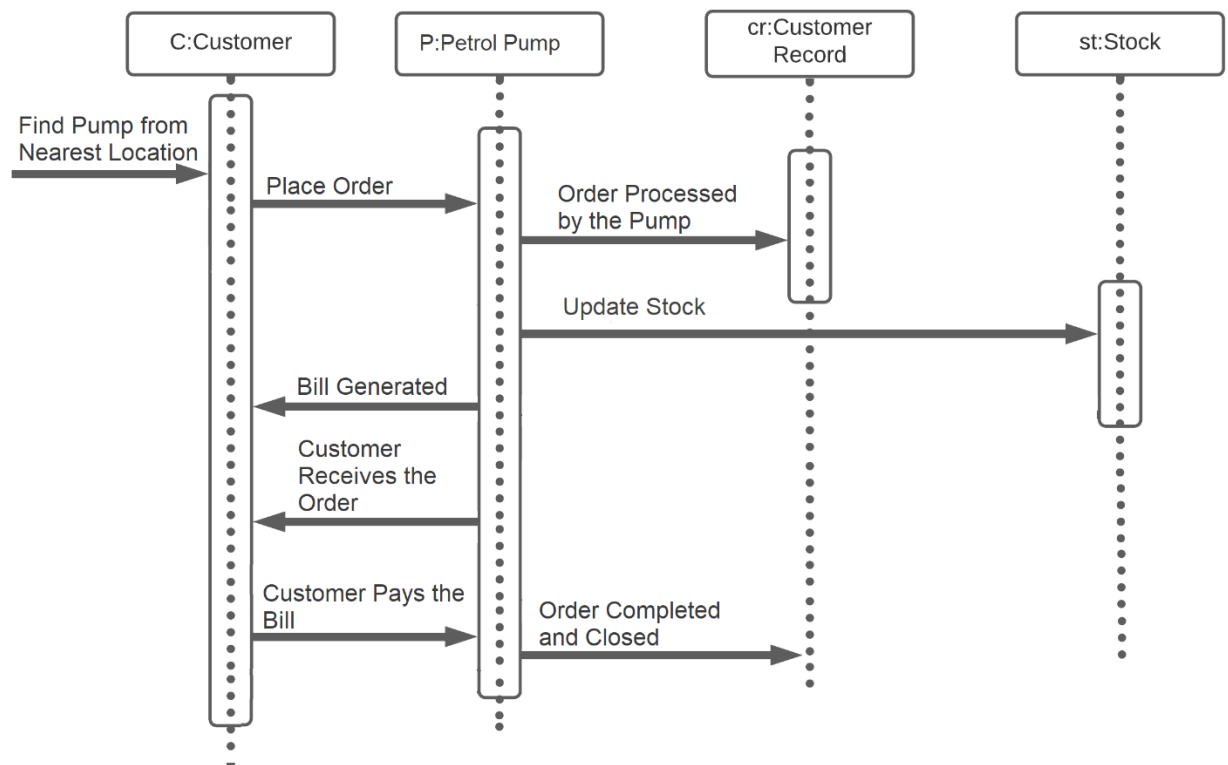 C:Customer
P:Petrol Pump
cr:Customer
Record
st:Stock
Find Pump from
Nearest Location
Place Order
Order Processed
by the Pump
Update Stock
Bill Generated
Customer
Receives the
Order
Customer Pays the
Bill
Order Completed
and Closed